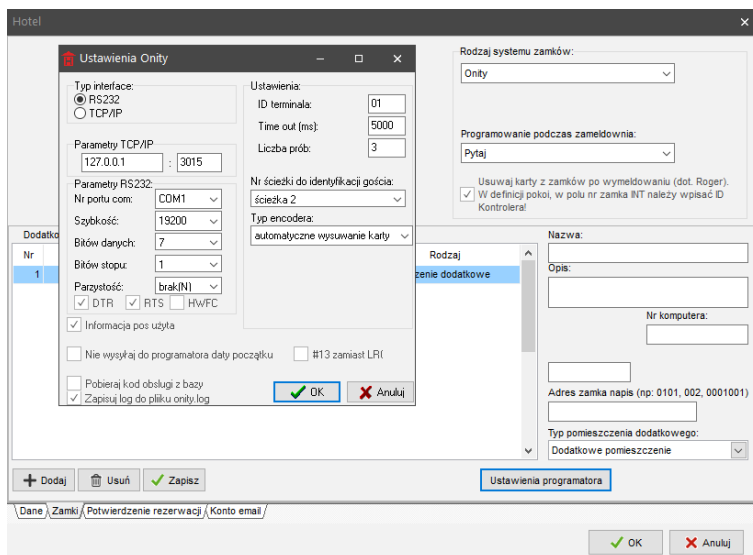 Hotel
Ustawienia Onity
Typ interface:
RS232
TCP/IP
Parametry TCP/IP
127.0.0.1 : 3015
Parametry RS232:
Nr portu com: COM1
Szybkość: 19200
Bitów danych: 7
Bitów stopu: 1
Parzystość: brak(N)
DTR RTS HWFC
Informacja pos użyta
Nie wysyłaj do programatora daty początku
#13 zamiast LR(
Pobieraj kod obsługi z bazy
Zapisuj log do pliku onity.log
Ustawienia:
ID terminala: 01
Time out (ms): 5000
Liczba prób: 3
Nr ścieżki do identyfikacji gościa:
ścieżka 2
Typ encodera:
automatyczne wysuwanie karty
OK Anuluj
Rodzaj systemu zamków:
Onity
Programowanie podczas zameldownia:
Pytaj
Usuwaj karty z zamków po wymeldowaniu (dot. Roger).
W definicji pokoi, w polu nr zamka INT należy wpisać ID
Kontrolera!
Dodatko
Nr Rodzaj
1 zenie dodatkowe
Nazwa:
Opis:
Nr komputera:
Adres zamka napis (np: 0101, 002, 0001001)
Typ pomieszczenia dodatkowego:
Dodatkowe pomieszczenie
Dodaj Usuń Zapisz
Ustawienia programatora
Dane Zamki Potwierdzenie rezerwacji Konto email
OK Anuluj